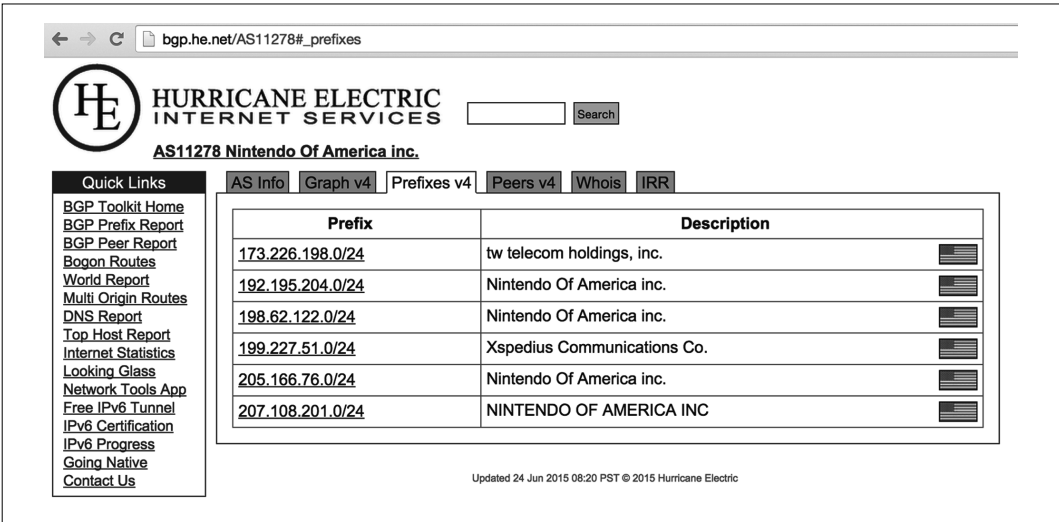 bgp.he.net/AS11278#_prefixes
HE
HURRICANE ELECTRIC
INTERNET SERVICES
Search
AS11278 Nintendo Of America inc.
Quick Links
BGP Toolkit Home
BGP Prefix Report
BGP Peer Report
Bogon Routes
World Report
Multi Origin Routes
DNS Report
Top Host Report
Internet Statistics
Looking Glass
Network Tools App
Free IPv6 Tunnel
IPv6 Certification
IPv6 Progress
Going Native
Contact Us
AS Info Graph v4 Prefixes v4 Peers v4 Whois IRR
Prefix Description
173.226.198.0/24 tw telecom holdings, inc.
192.195.204.0/24 Nintendo Of America inc.
198.62.122.0/24 Nintendo Of America inc.
199.227.51.0/24 Xspedius Communications Co.
205.166.76.0/24 Nintendo Of America inc.
207.108.201.0/24 NINTENDO OF AMERICA INC
Updated 24 Jun 2015 08:20 PST © 2015 Hurricane Electric